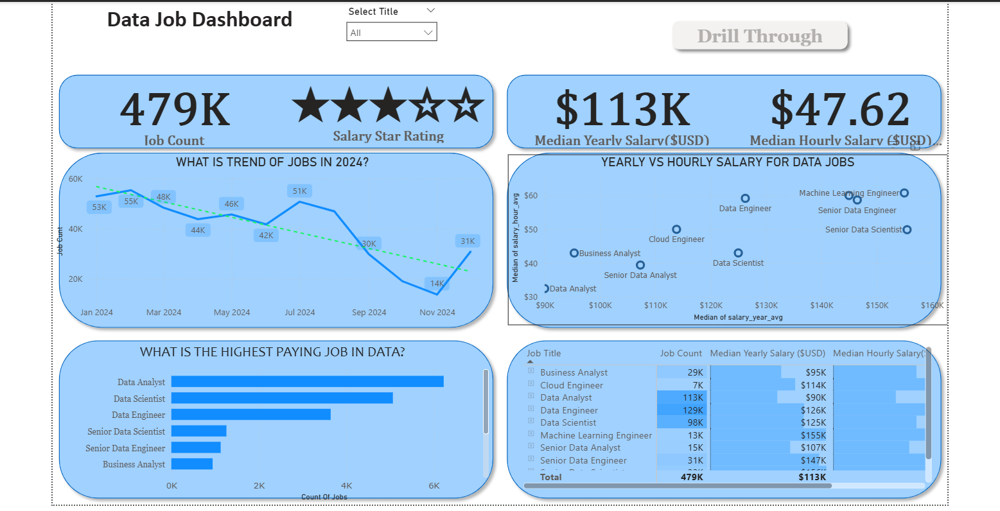 Data Job Dashboard
Select Title
All
Drill Through
479K
Job Count
Salary Star Rating
$113K
Median Yearly Salary($USD)
$47.62
Median Hourly Salary ($USD)...
WHAT IS TREND OF JOBS IN 2024?
60K
40K
20K
Job Cunt
53K
55K
48K
44K
46K
42K
51K
30K
14K
31K
Jan 2024
Mar 2024
May 2024
Jul 2024
Sep 2024
Nov 2024
YEARLY VS HOURLY SALARY FOR DATA JOBS
Median of salary_hour_avg
$60
$50
$40
$30
Machine Learning Engineer
Data Engineer
Senior Data Engineer
Senior Data Scientist
Cloud Engineer
Business Analyst
Data Scientist
Senior Data Analyst
Data Analyst
$90K
$100K
$110K
$120K
$130K
$140K
$150K
$160K
Median of salary_year_avg
WHAT IS THE HIGHEST PAYING JOB IN DATA?
Data Analyst
Data Scientist
Data Engineer
Senior Data Scientist
Senior Data Engineer
Business Analyst
0K
2K
4K
6K
Count Of Jobs
Job Title Job Count Median Yearly Salary ($USD) Median Hourly Salary($
Business Analyst 29K $95K
Cloud Engineer 7K $114K
Data Analyst 113K $90K
Data Engineer 129K $126K
Data Scientist 98K $125K
Machine Learning Engineer 13K $155K
Senior Data Analyst 15K $107K
Senior Data Engineer 31K $147K
Total 479K $113K